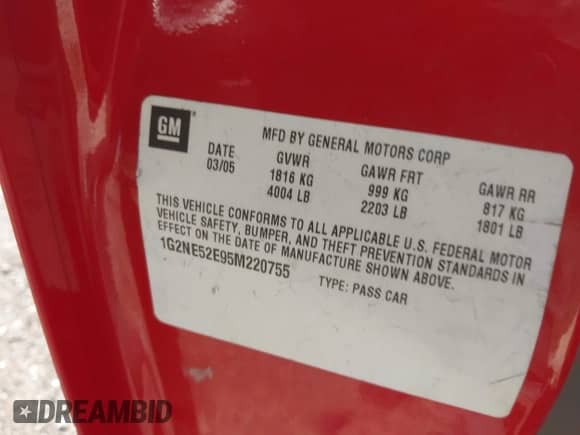 GM
MFD BY GENERAL MOTORS CORP
DATE GVWR GAWR FRT GAWR RR
03/05 1816 KG 999 KG 817 KG
4004 LB 2203 LB 1801 LB
THIS VEHICLE CONFORMS TO ALL APPLICABLE U.S. FEDERAL MOTOR
VEHICLE SAFETY, BUMPER, AND THEFT PREVENTION STANDARDS IN
EFFECT ON THE DATE OF MANUFACTURE SHOWN ABOVE.
1G2NE52E95M220755
TYPE: PASS CAR
DREAMBID